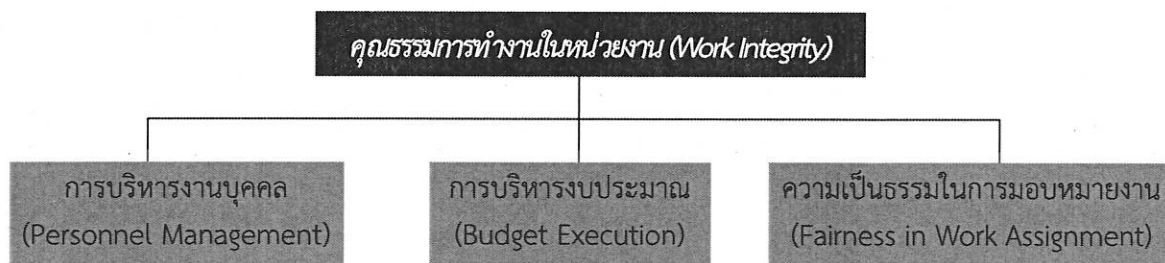 คุณธรรมการทำงานในหน่วยงาน (Work Integrity)
การบริหารงานบุคคล
(Personnel Management)
การบริหารงบประมาณ
(Budget Execution)
ความเป็นธรรมในการมอบหมายงาน
(Fairness in Work Assignment)